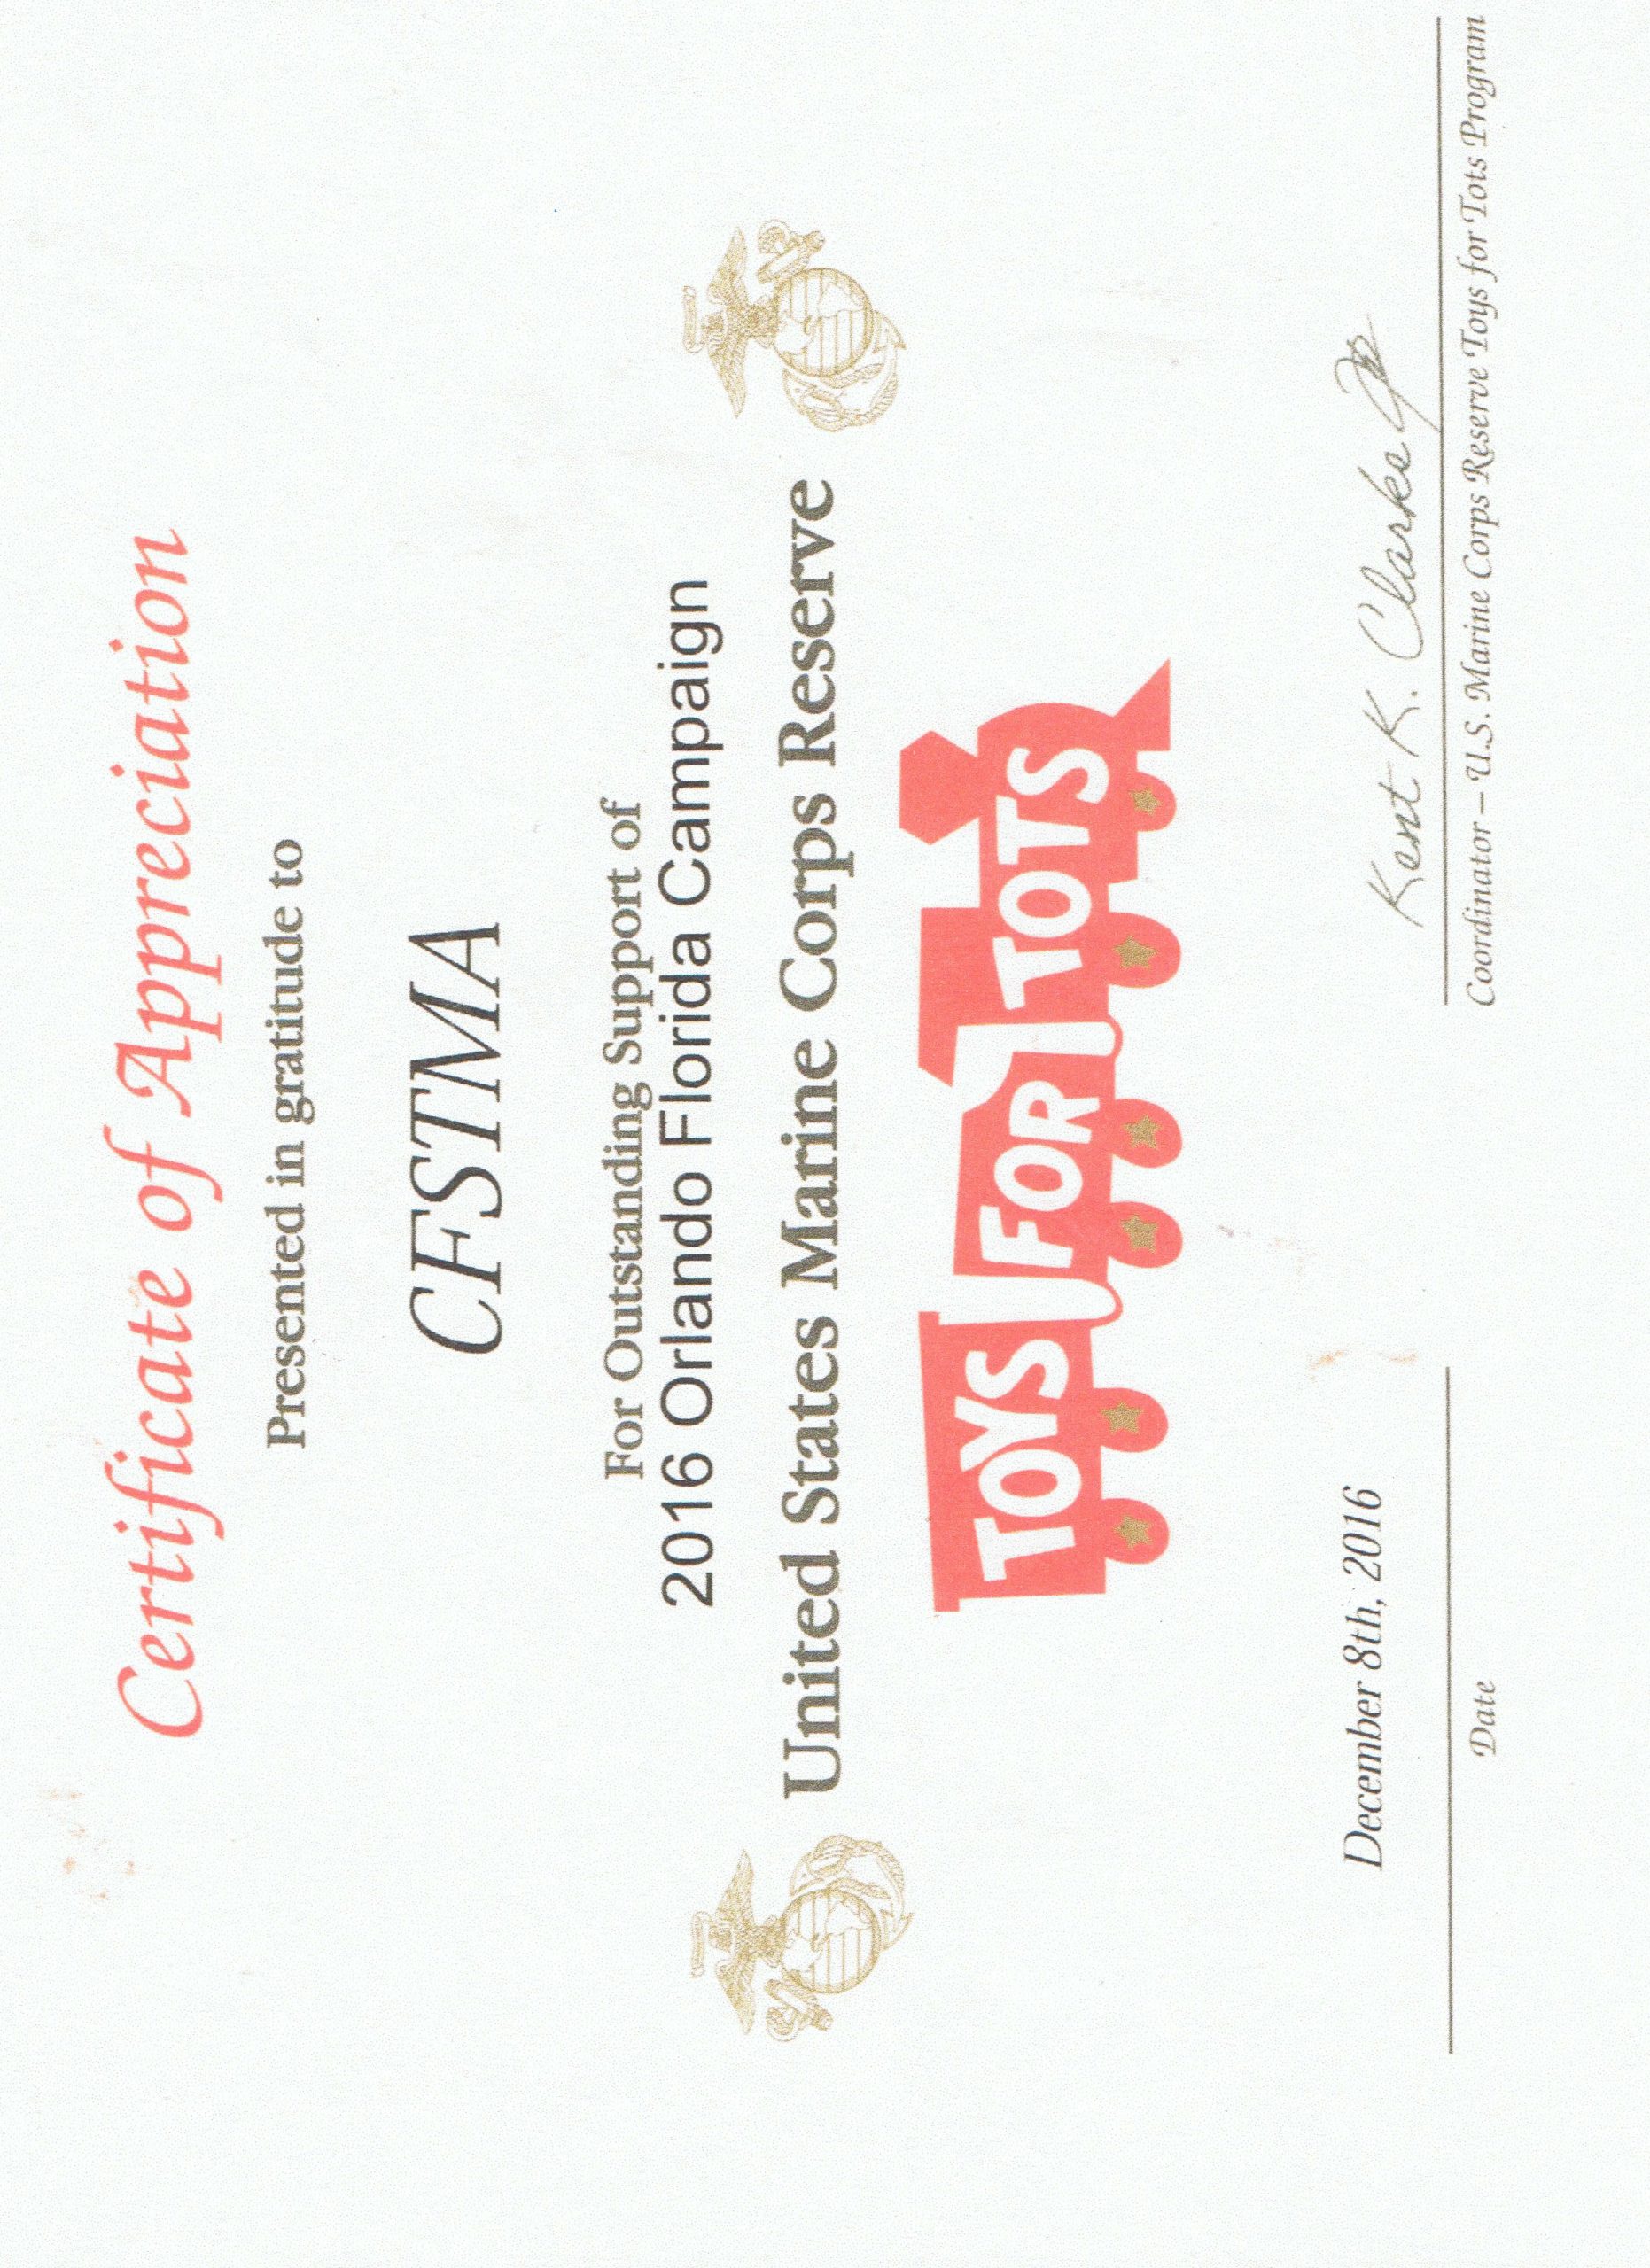 Certificate of Appreciation
Presented in gratitude to
CFSTMA
For Outstanding Support of
2016 Orlando Florida Campaign
United States Marine Corps Reserve
TOYS FOR TOTS
December 8th, 2016
Kent K. Clarke Jr
Date
Coordinator – U.S. Marine Corps Reserve Toys for Tots Program